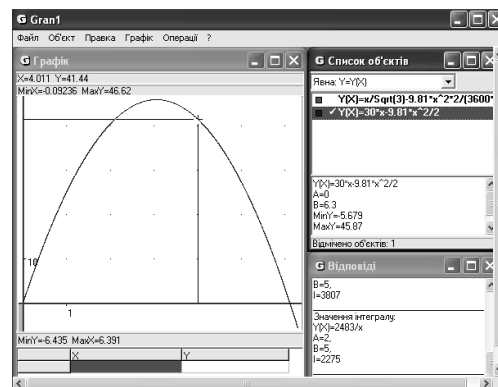 Gran1
Файл Об'єкт Правка Графік Операції ?
Графік
X=4.011 Y=41.44
MinX=-0.09236 MaxY=46.62
10
1
MinY=-6.435 MaxX=6.391
X Y
Список об'єктів
Явна: Y=Y(X)
Y(X)=x/Sqrt(3)-9.81*x^2*2/(3600*
Y(X)=30*x-9.81*x^2/2
Y(X)=30*x-9.81*x^2/2
A=0
B=6.3
MinY=-5.679
MaxY=45.87
Відмічено об'єктів: 1
Відповіді
B=5,
I=3807
Значення інтегралу:
Y(X)=2483/x
A=2,
B=5,
I=2275